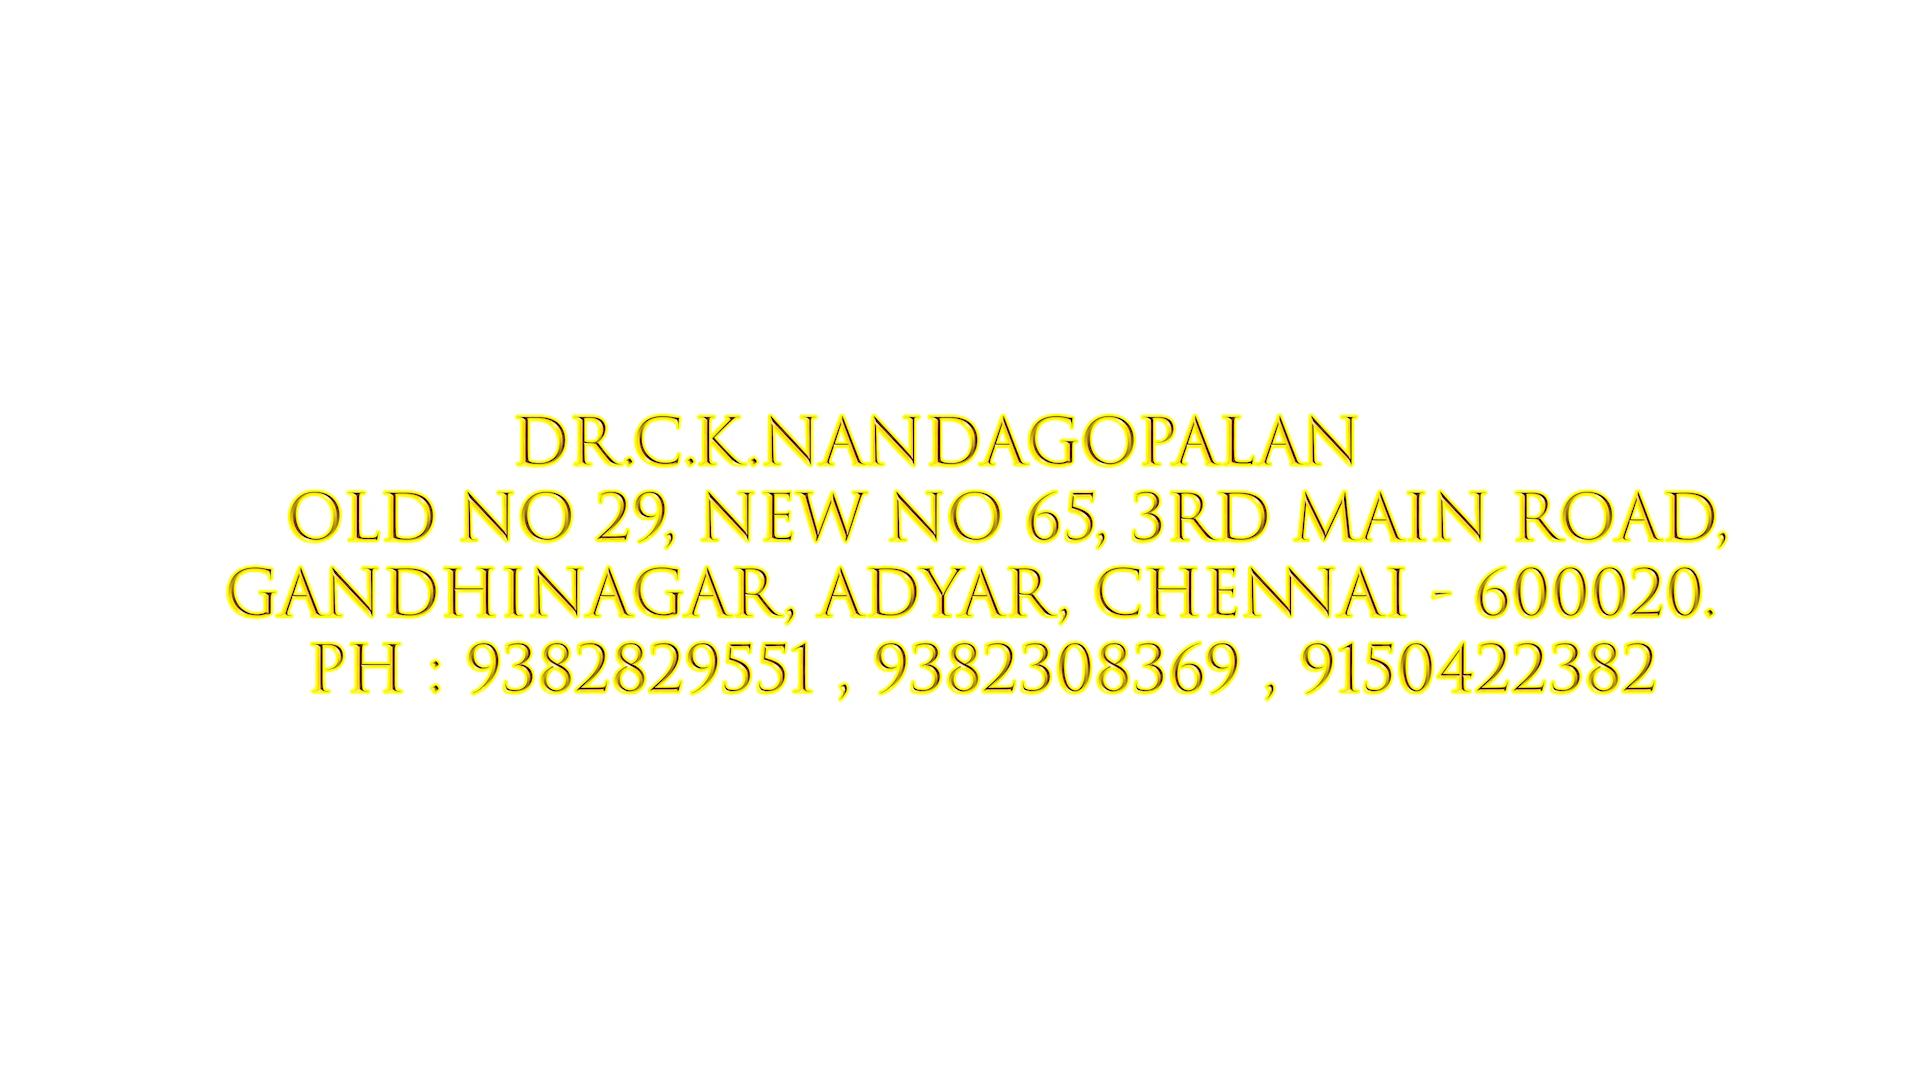 DR.C.K.NANDAGOPALAN
OLD NO 29, NEW NO 65, 3RD MAIN ROAD,
GANDHINAGAR, ADYAR, CHENNAI - 600020.
PH : 9382829551 , 9382308369 , 9150422382